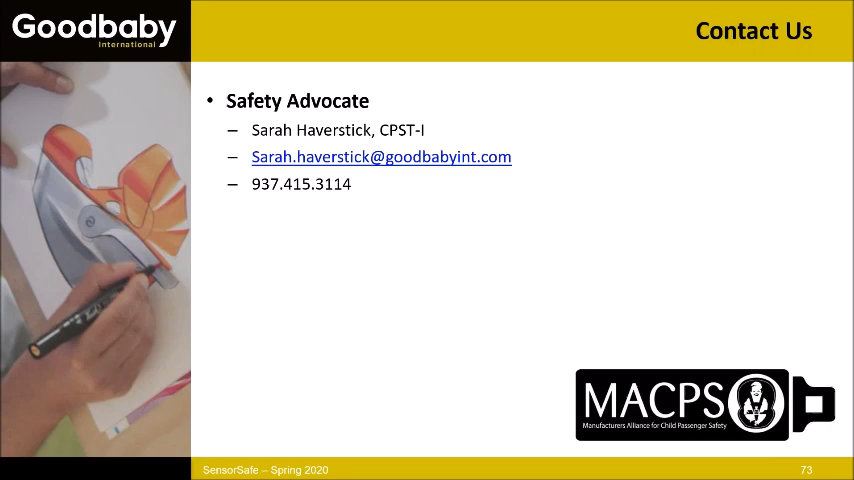 Goodbaby
International
Contact Us
• Safety Advocate
– Sarah Haverstick, CPST-I
– Sarah.haverstick@goodbabyint.com
– 937.415.3114
MACPS
Manufacturers Alliance for Child Passenger Safety
SensorSafe – Spring 2020
73